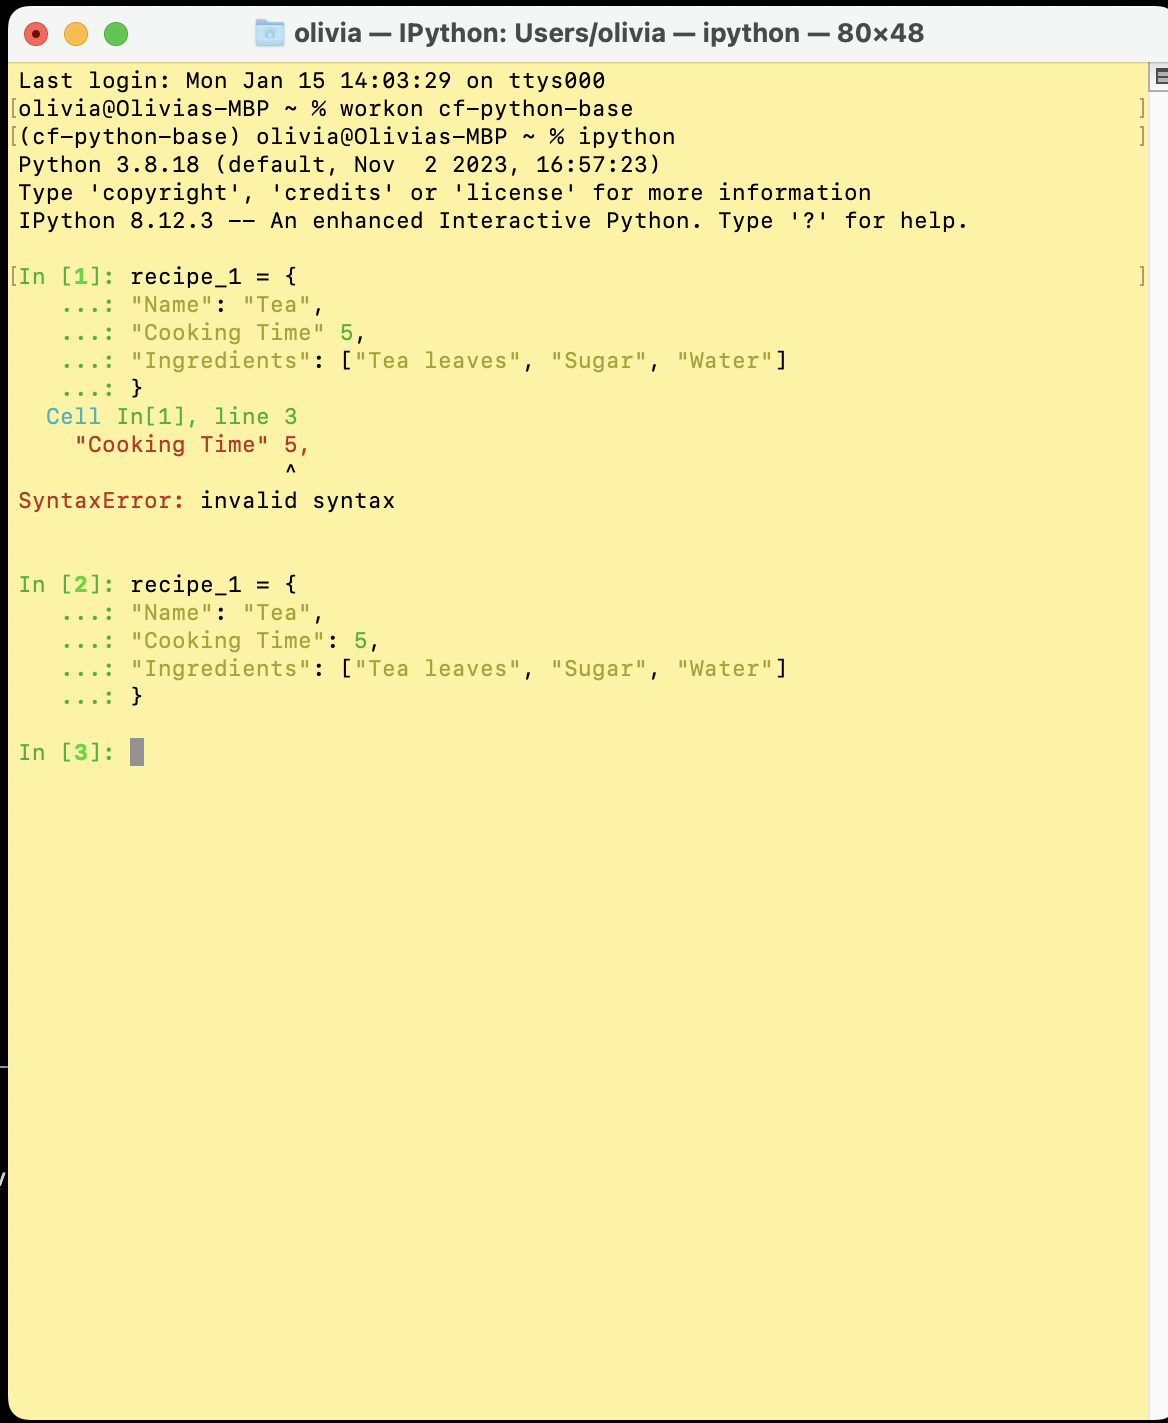 olivia — IPython: Users/olivia — ipython — 80×48
Last login: Mon Jan 15 14:03:29 on ttys000
[olivia@Olivias-MBP ~ % workon cf-python-base ]
[(cf-python-base) olivia@Olivias-MBP ~ % ipython ]
Python 3.8.18 (default, Nov  2 2023, 16:57:23)
Type 'copyright', 'credits' or 'license' for more information
IPython 8.12.3 -- An enhanced Interactive Python. Type '?' for help.
[In [1]: recipe_1 = { ]
...: "Name": "Tea",
...: "Cooking Time" 5,
...: "Ingredients": ["Tea leaves", "Sugar", "Water"]
...: }
Cell In[1], line 3
"Cooking Time" 5,
^
SyntaxError: invalid syntax
In [2]: recipe_1 = {
...: "Name": "Tea",
...: "Cooking Time": 5,
...: "Ingredients": ["Tea leaves", "Sugar", "Water"]
...: }
In [3]: